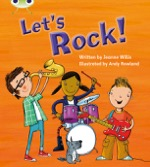 Let's
Rock!
Written by Jeanne Willis
Illustrated by Andy Rowland